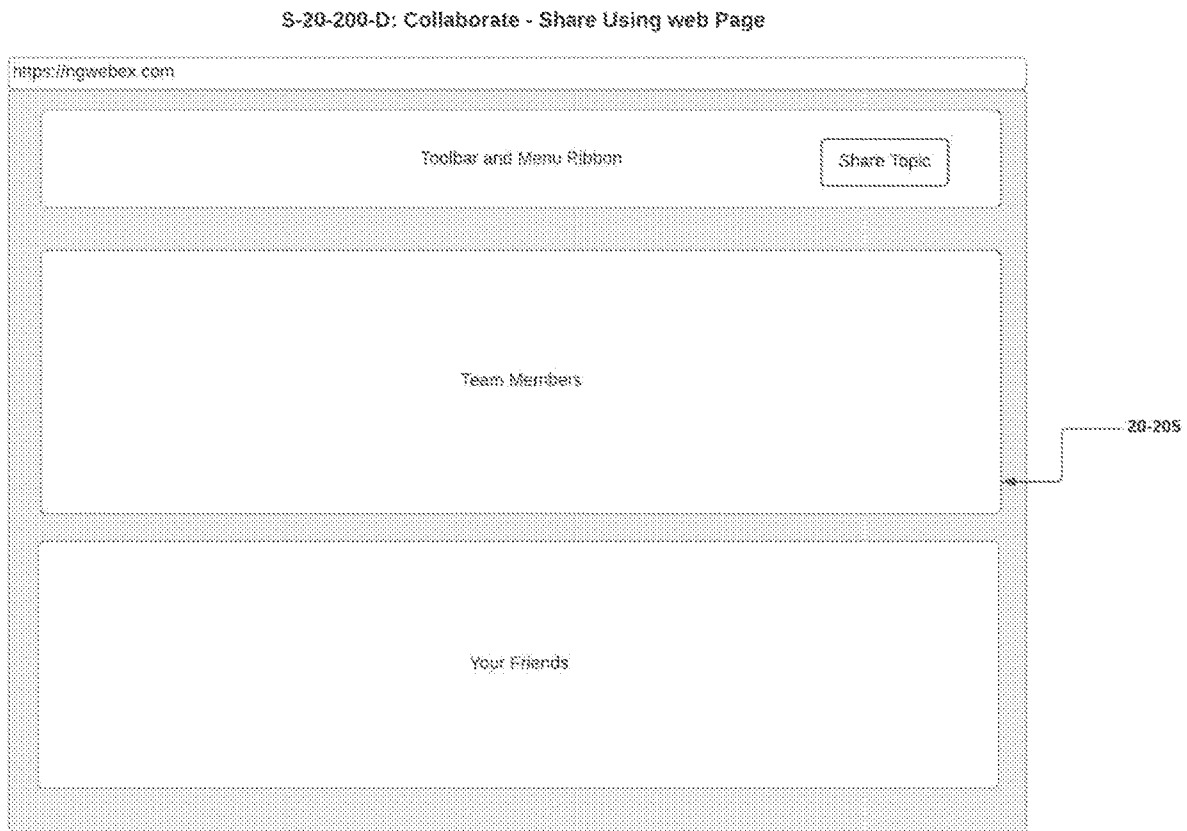 S-20-200-D: Collaborate - Share Using web Page
https://ngwebex.com
Toolbar and Menu Ribbon
Share Topic
Team Members
20-205
Your Friends